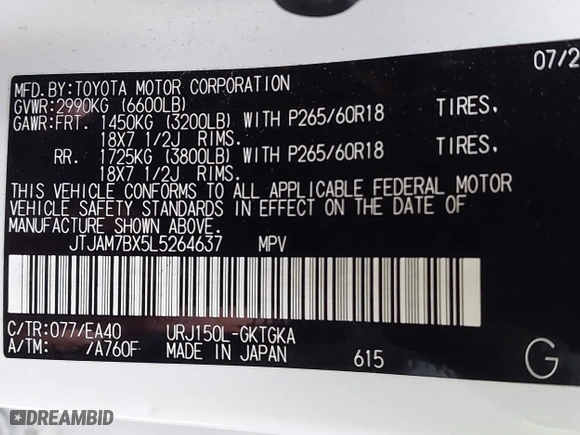 07/2
MFD.BY:TOYOTA MOTOR CORPORATION
GVWR:2990KG (6600LB)
GAWR:FRT. 1450KG (3200LB) WITH P265/60R18 TIRES,
18X7 1/2J RIMS.
RR. 1725KG (3800LB) WITH P265/60R18 TIRES,
18X7 1/2J RIMS.
THIS VEHICLE CONFORMS TO ALL APPLICABLE FEDERAL MOTOR
VEHICLE SAFETY STANDARDS IN EFFECT ON THE DATE OF
MANUFACTURE SHOWN ABOVE.
JTJAM7BX5L5264637 MPV
C/TR:077/EA40 URJ150L-GKTGKA
A/TM: /A760F MADE IN JAPAN 615 G
DREAMBID